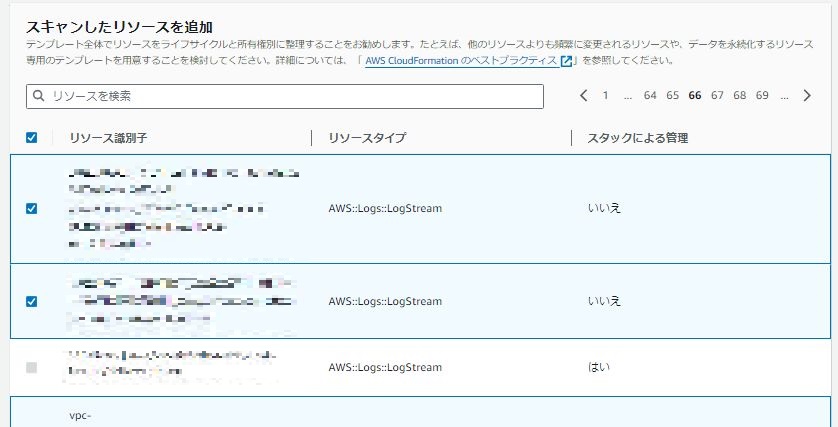 スキャンしたリソースを追加
テンプレート全体でリソースをライフサイクルと所有権別に整理することをお勧めします。たとえば、他のリソースよりも頻繁に変更されるリソースや、データを永続化するリソース
専用のテンプレートを用意することを検討してください。詳細については、「 AWS CloudFormation のベストプラクティス 」を参照してください。
リソースを検索
1 ... 64 65 66 67 68 69 ...
リソース識別子 リソースタイプ スタックによる管理
AWS::Logs::LogStream いいえ
AWS::Logs::LogStream いいえ
AWS::Logs::LogStream はい
vpc-